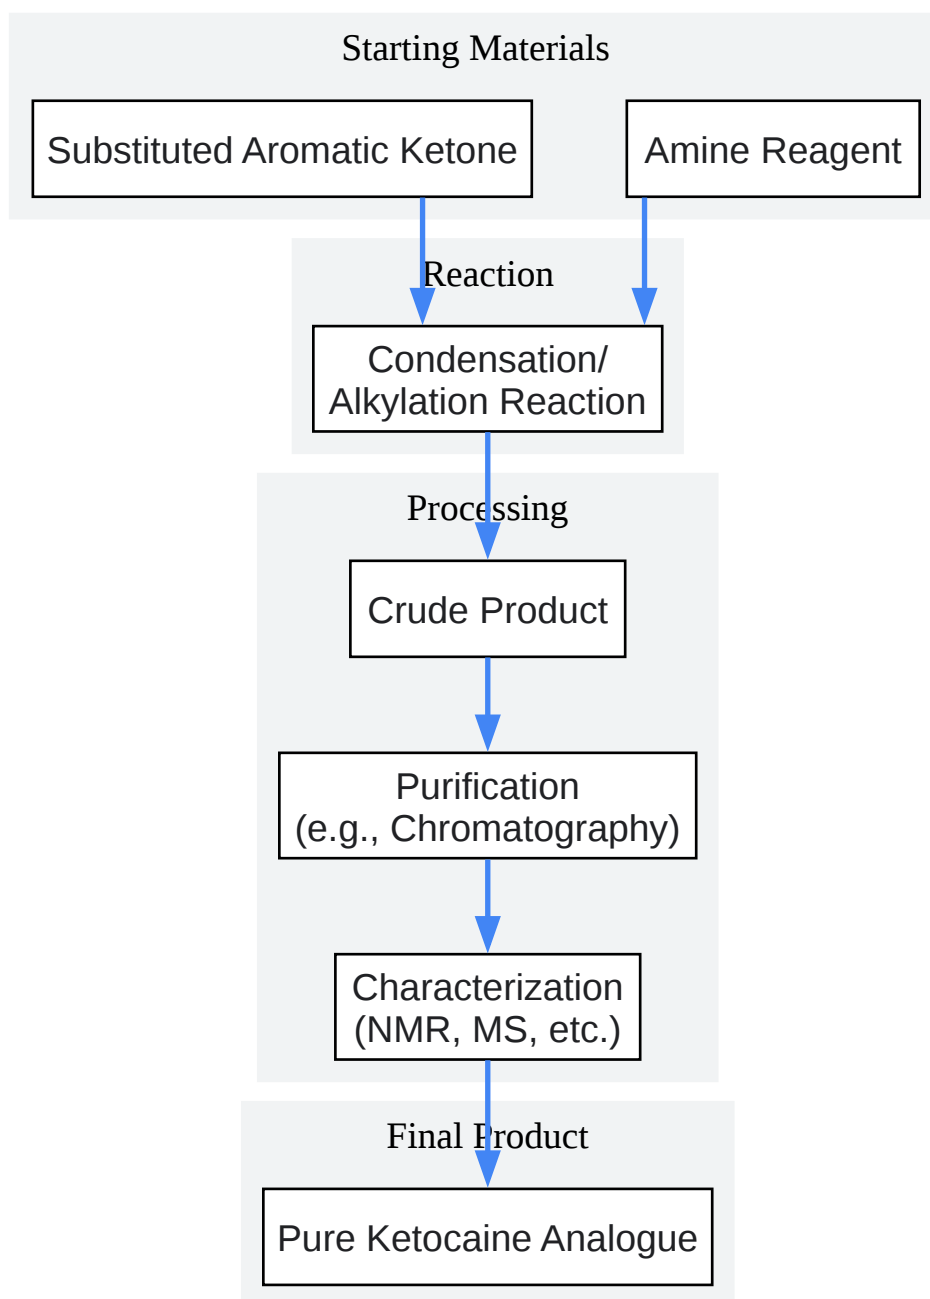 Starting Materials
Substituted Aromatic Ketone
Amine Reagent
Reaction
Condensation/
Alkylation Reaction
Processing
Crude Product
Purification
(e.g., Chromatography)
Characterization
(NMR, MS, etc.)
Final Product
Pure Ketocaine Analogue